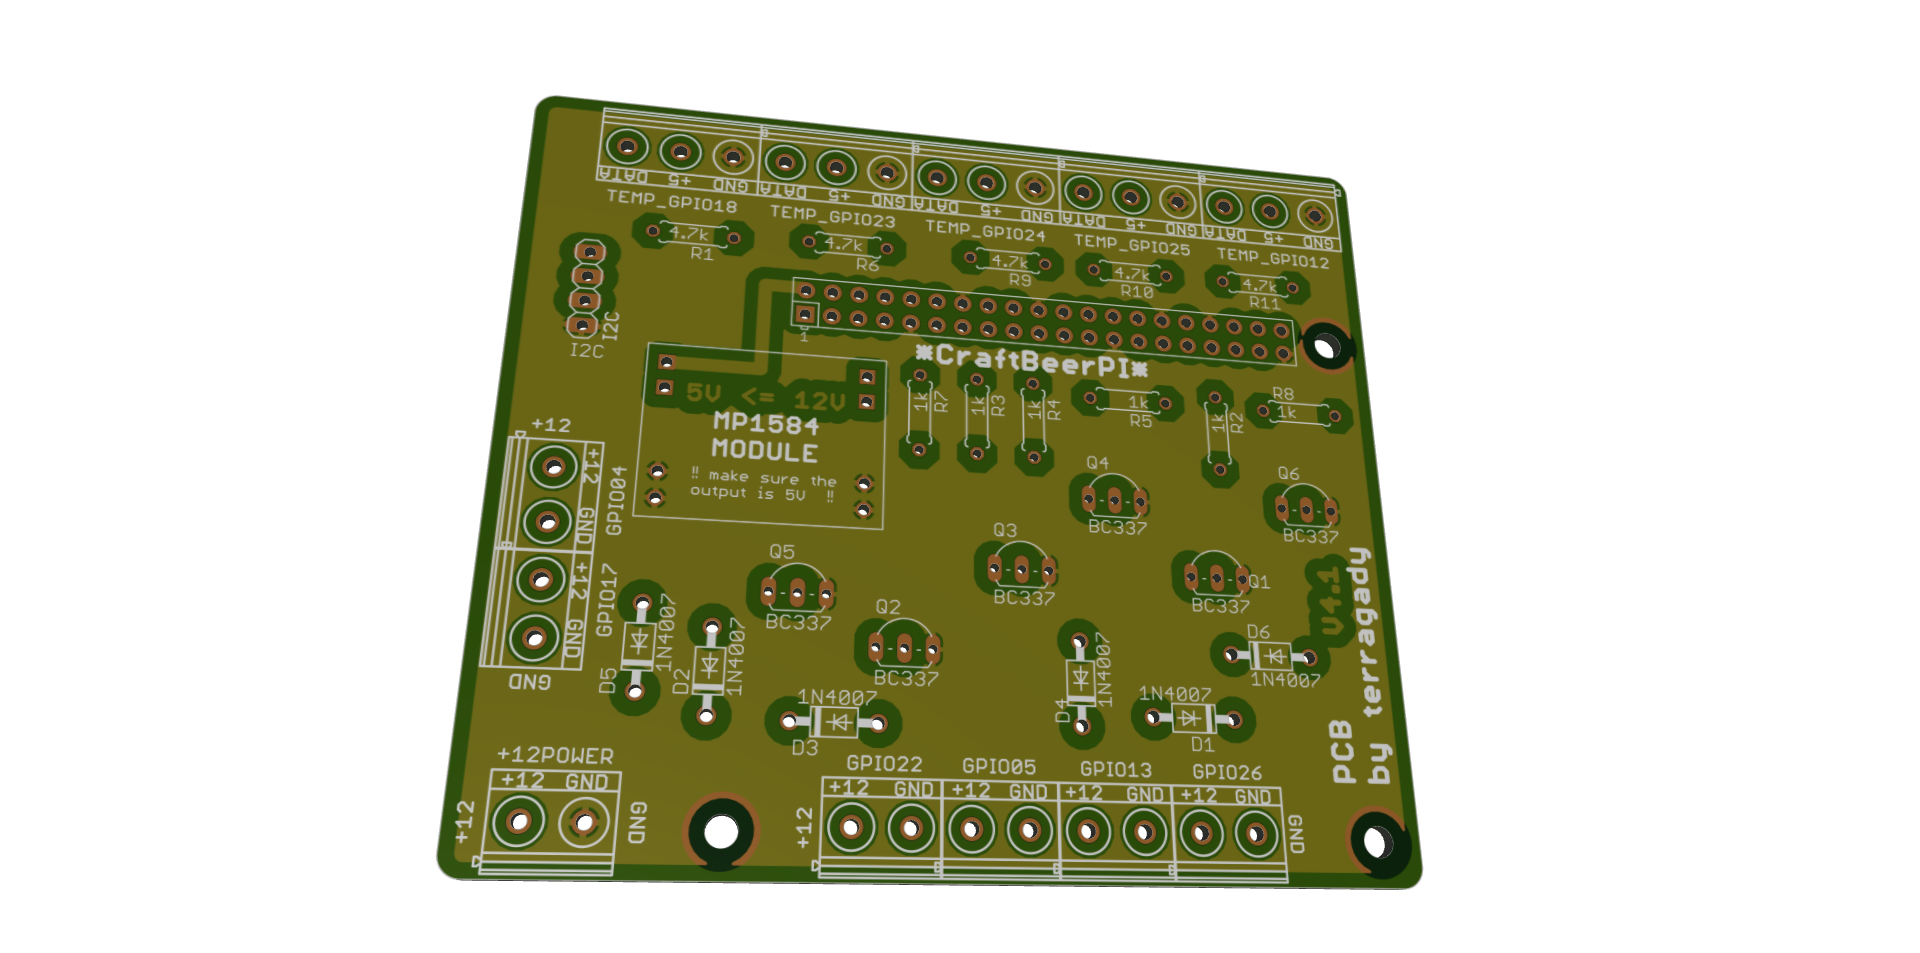 DATA +5 GND DATA +5 GND DATA +5 GND DATA +5 GND DATA +5 GND
TEMP_GPIO18 TEMP_GPIO23 TEMP_GPIO24 TEMP_GPIO25 TEMP_GPIO12
4.7k 4.7k 4.7k 4.7k 4.7k
R1 R6 R9 R10 R11
I2C
I2C
1
*CraftBeerPI*
5V <= 12V
MP1584
MODULE
!! make sure the
output is 5V !!
1k R7
1k R3
1k R4
1k
R5
1k R2
R8
1k
+12
+12
GND
GPIO04
+12
GND
GPIO17
GND
Q4
BC337
Q6
BC337
Q3
BC337
Q1
BC337
Q5
BC337
Q2
BC337
V4.1
PCB
by terragady
D5 1N4007
D2 1N4007
1N4007
D3
D4 1N4007
D6
1N4007
1N4007
D1
+12POWER
+12 GND
+12
GND
GPIO22 GPIO05 GPIO13 GPIO26
+12 GND +12 GND +12 GND +12 GND
+12
GND